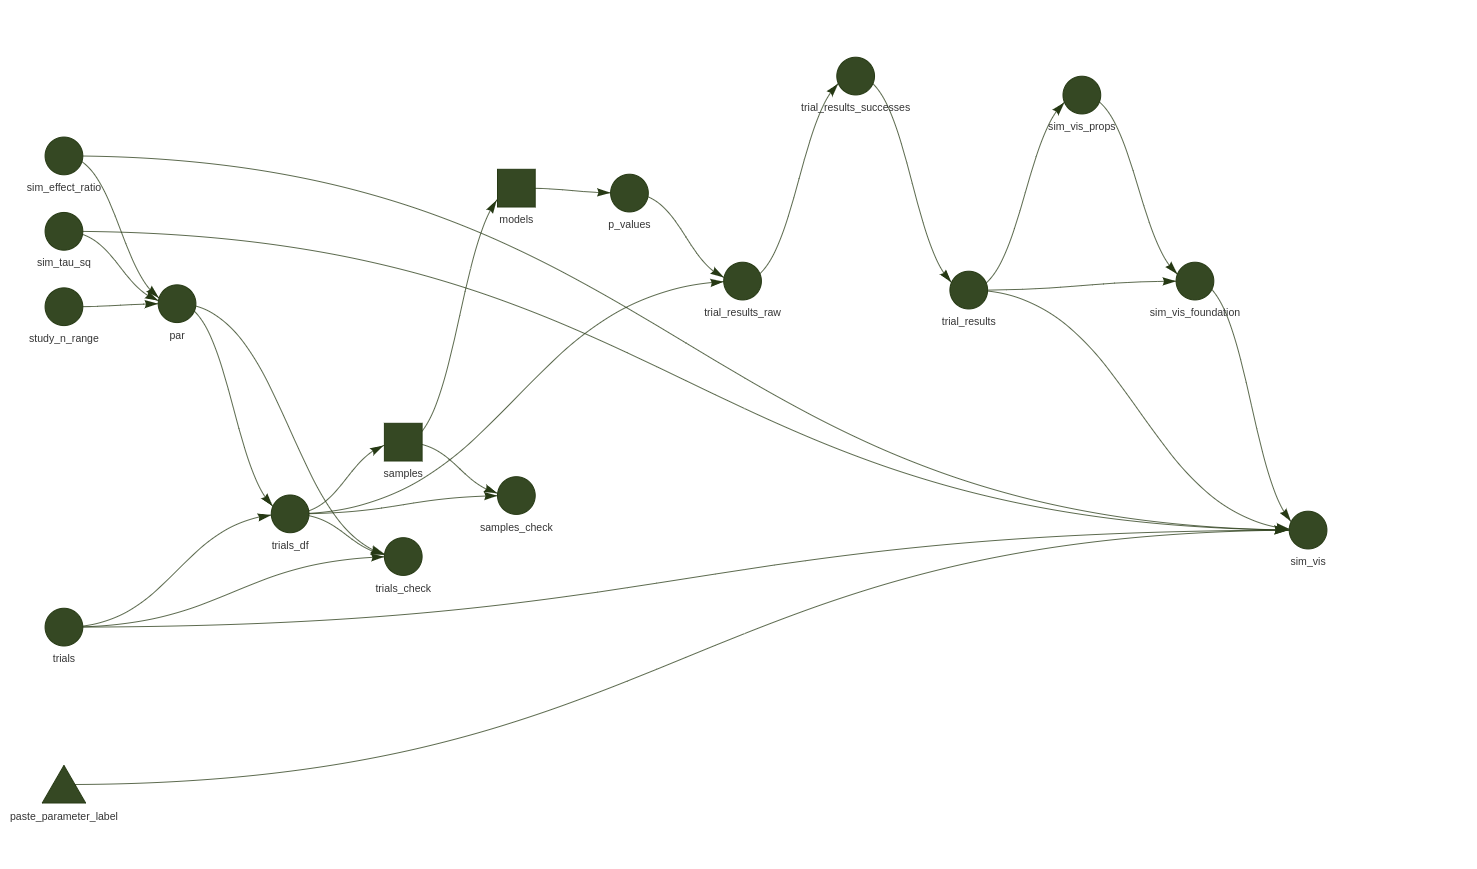 trial_results_successes
sim_vis_props
sim_effect_ratio
models
p_values
sim_tau_sq
trial_results_raw
sim_vis_foundation
trial_results
par
study_n_range
samples
samples_check
trials_df
sim_vis
trials_check
trials
paste_parameter_label